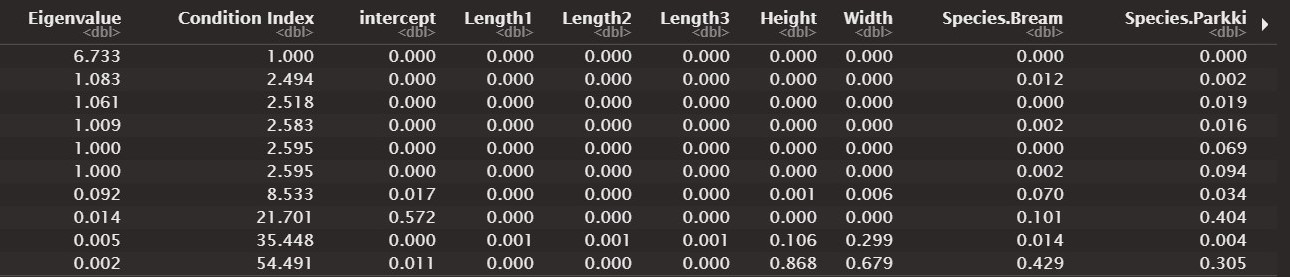 Eigenvalue Condition Index intercept Length1 Length2 Length3 Height Width Species.Bream Species.Parkki
<dbl> <dbl> <dbl> <dbl> <dbl> <dbl> <dbl> <dbl> <dbl> <dbl>
6.733 1.000 0.000 0.000 0.000 0.000 0.000 0.000 0.000 0.000
1.083 2.494 0.000 0.000 0.000 0.000 0.000 0.000 0.012 0.002
1.061 2.518 0.000 0.000 0.000 0.000 0.000 0.000 0.000 0.019
1.009 2.583 0.000 0.000 0.000 0.000 0.000 0.000 0.002 0.016
1.000 2.595 0.000 0.000 0.000 0.000 0.000 0.000 0.000 0.069
1.000 2.595 0.000 0.000 0.000 0.000 0.000 0.000 0.002 0.094
0.092 8.533 0.017 0.000 0.000 0.000 0.001 0.006 0.070 0.034
0.014 21.701 0.572 0.000 0.000 0.000 0.000 0.000 0.101 0.404
0.005 35.448 0.000 0.001 0.001 0.001 0.106 0.299 0.014 0.004
0.002 54.491 0.011 0.000 0.000 0.000 0.868 0.679 0.429 0.305